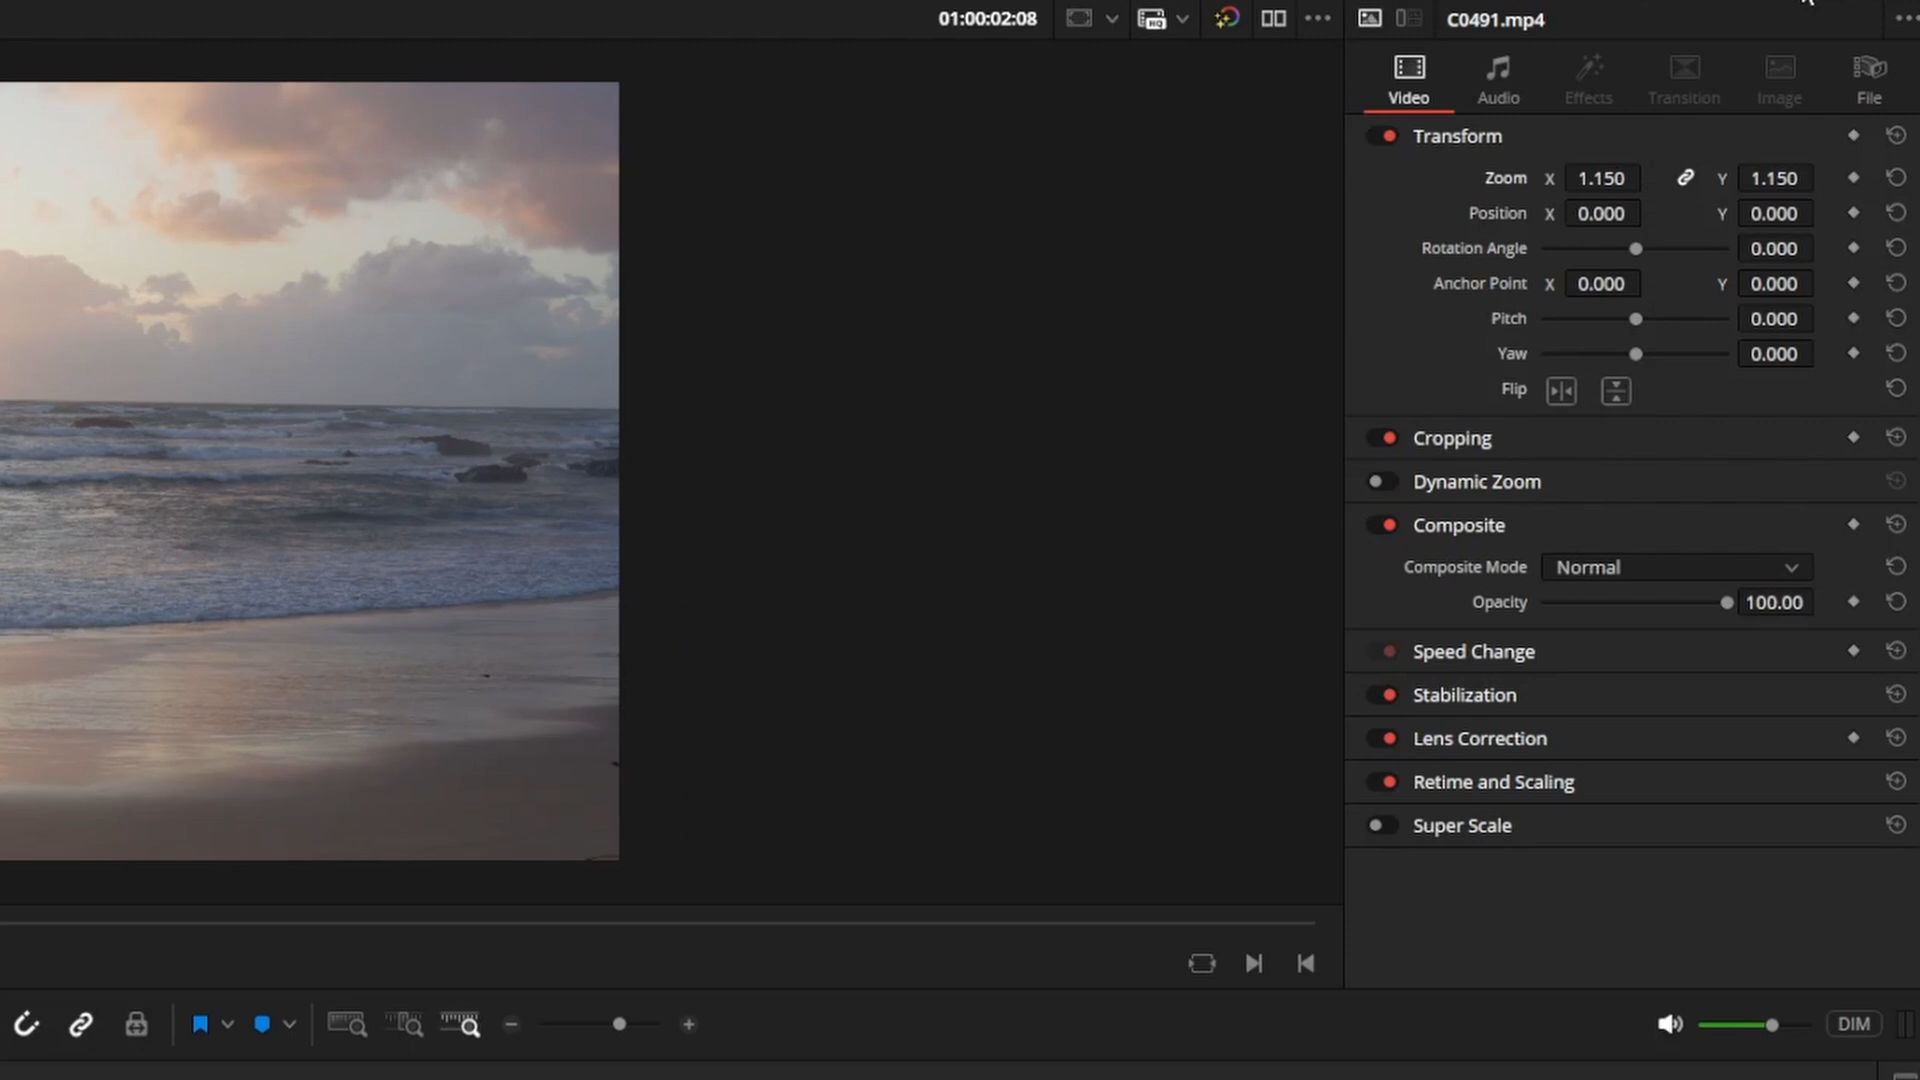 01:00:02:08
HQ
C0491.mp4
Video
Audio
Effects
Transition
Image
File
Transform
Zoom X 1.150 Y 1.150
Position X 0.000 Y 0.000
Rotation Angle 0.000
Anchor Point X 0.000 Y 0.000
Pitch 0.000
Yaw 0.000
Flip
Cropping
Dynamic Zoom
Composite
Composite Mode Normal
Opacity 100.00
Speed Change
Stabilization
Lens Correction
Retime and Scaling
Super Scale
DIM